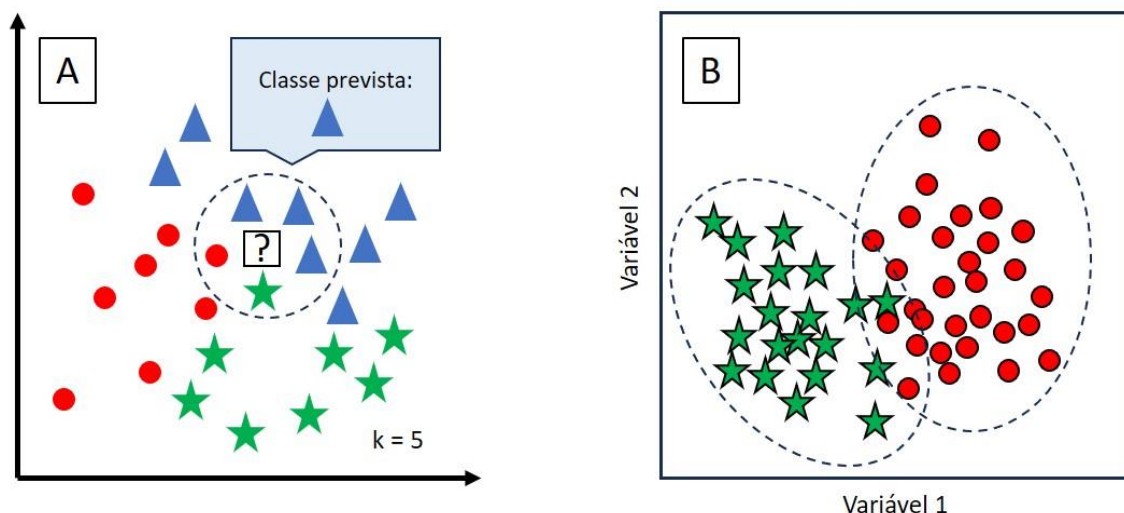 A
Classe prevista:
?
k = 5
B
Variável 2
Variável 1